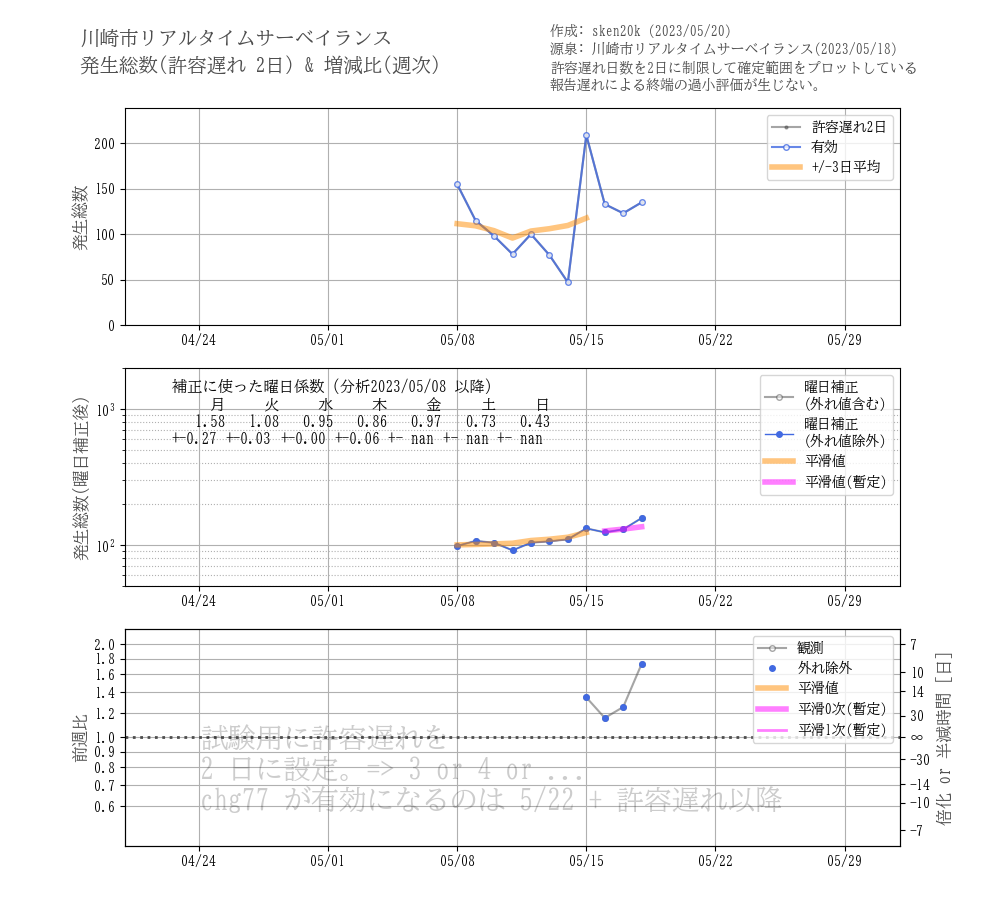 川崎市リアルタイムサーベイランス
発生総数(許容遅れ 2日) & 増減比(週次)
作成: sken20k (2023/05/20)
源泉: 川崎市リアルタイムサーベイランス(2023/05/18)
許容遅れ日数を2日に制限して確定範囲をプロットしている
報告遅れによる終端の過小評価が生じない。
発生総数
200
150
100
50
0
許容遅れ2日
有効
+/-3日平均
04/24 05/01 05/08 05/15 05/22 05/29
発生総数(曜日補正後)
10³
10²
補正に使った曜日係数 (分析2023/05/08 以降)
月 火 水 木 金 土 日
1.58 1.08 0.95 0.86 0.97 0.73 0.43
+-0.27 +-0.03 +-0.00 +-0.06 +- nan +- nan +- nan
曜日補正
(外れ値含む)
曜日補正
(外れ値除外)
平滑値
平滑値(暫定)
04/24 05/01 05/08 05/15 05/22 05/29
前週比
2.0
1.8
1.6
1.4
1.2
1.0
0.9
0.8
0.7
0.6
観測
外れ除外
平滑値
平滑0次(暫定)
平滑1次(暫定)
試験用に許容遅れを
2 日に設定。=> 3 or 4 or ...
chg77 が有効になるのは 5/22 + 許容遅れ以降
7
10
14
30
∞
-30
-14
-10
-7
倍化 or 半減時間 [日]
04/24 05/01 05/08 05/15 05/22 05/29